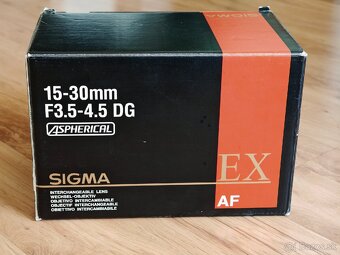 SIGMA
15-30mm
F3.5-4.5 DG
ASPHERICAL
SIGMA
INTERCHANGEABLE LENS
WECHSEL-OBJEKTIV
OBJETIVO INTERCAMBIABLE
OBJECTIF INTERCHANGEABLE
OBIETTIVO INTERCAMBIABILE
EX
AF